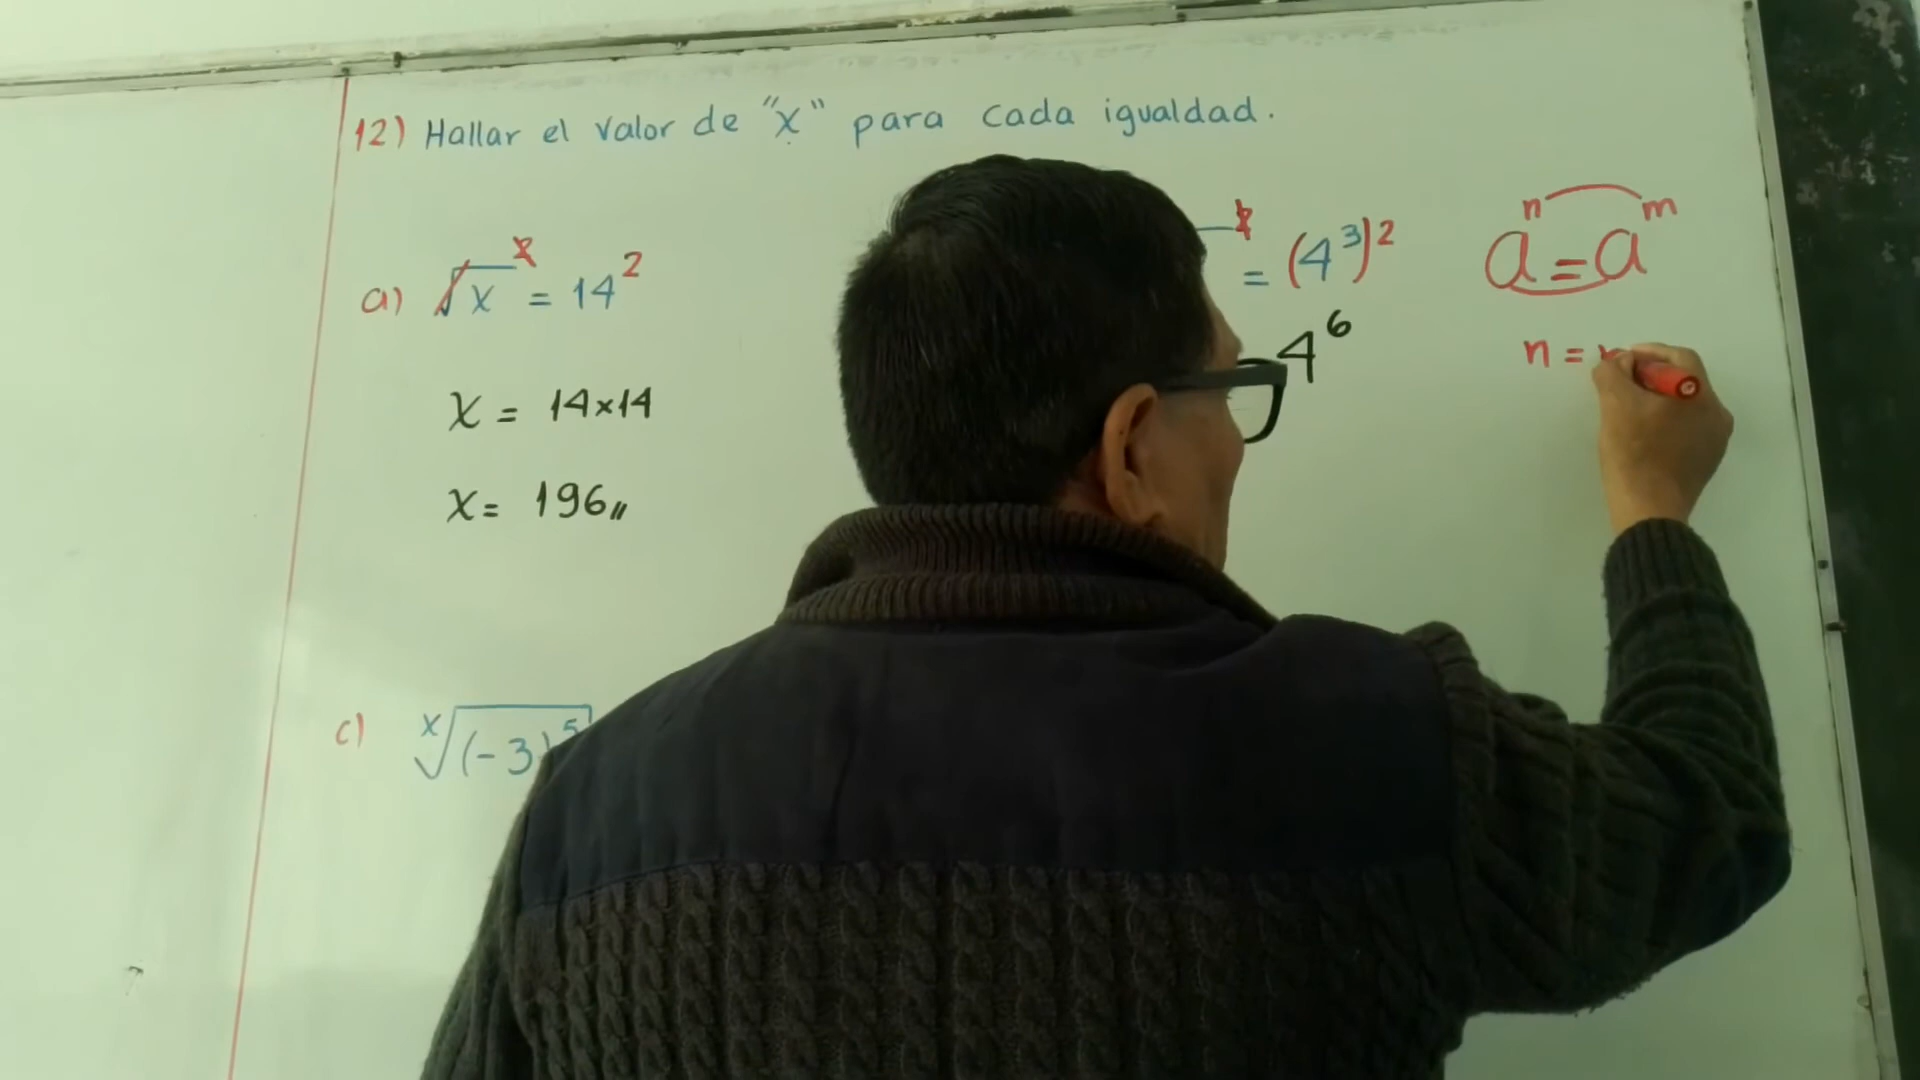 12) Hallar el valor de "x" para cada igualdad.
a) √x² = 14²
x = 14×14
x = 196
= (4³)²
4⁶
aⁿ = aᵐ
n =
c) ˣ√(-3)⁵